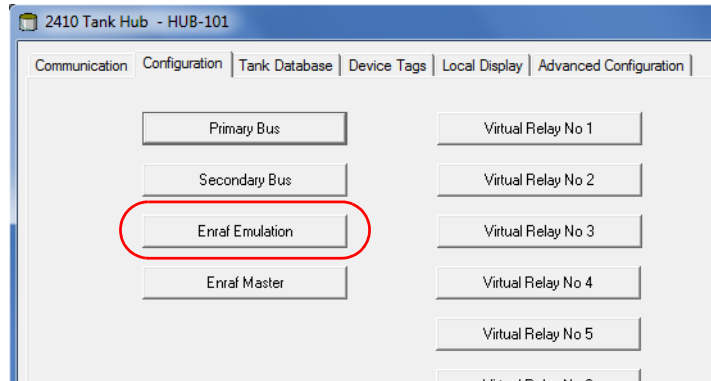 2410 Tank Hub - HUB-101
Communication Configuration Tank Database Device Tags Local Display Advanced Configuration
Primary Bus Virtual Relay No 1
Secondary Bus Virtual Relay No 2
Enraf Emulation Virtual Relay No 3
Enraf Master Virtual Relay No 4
Virtual Relay No 5